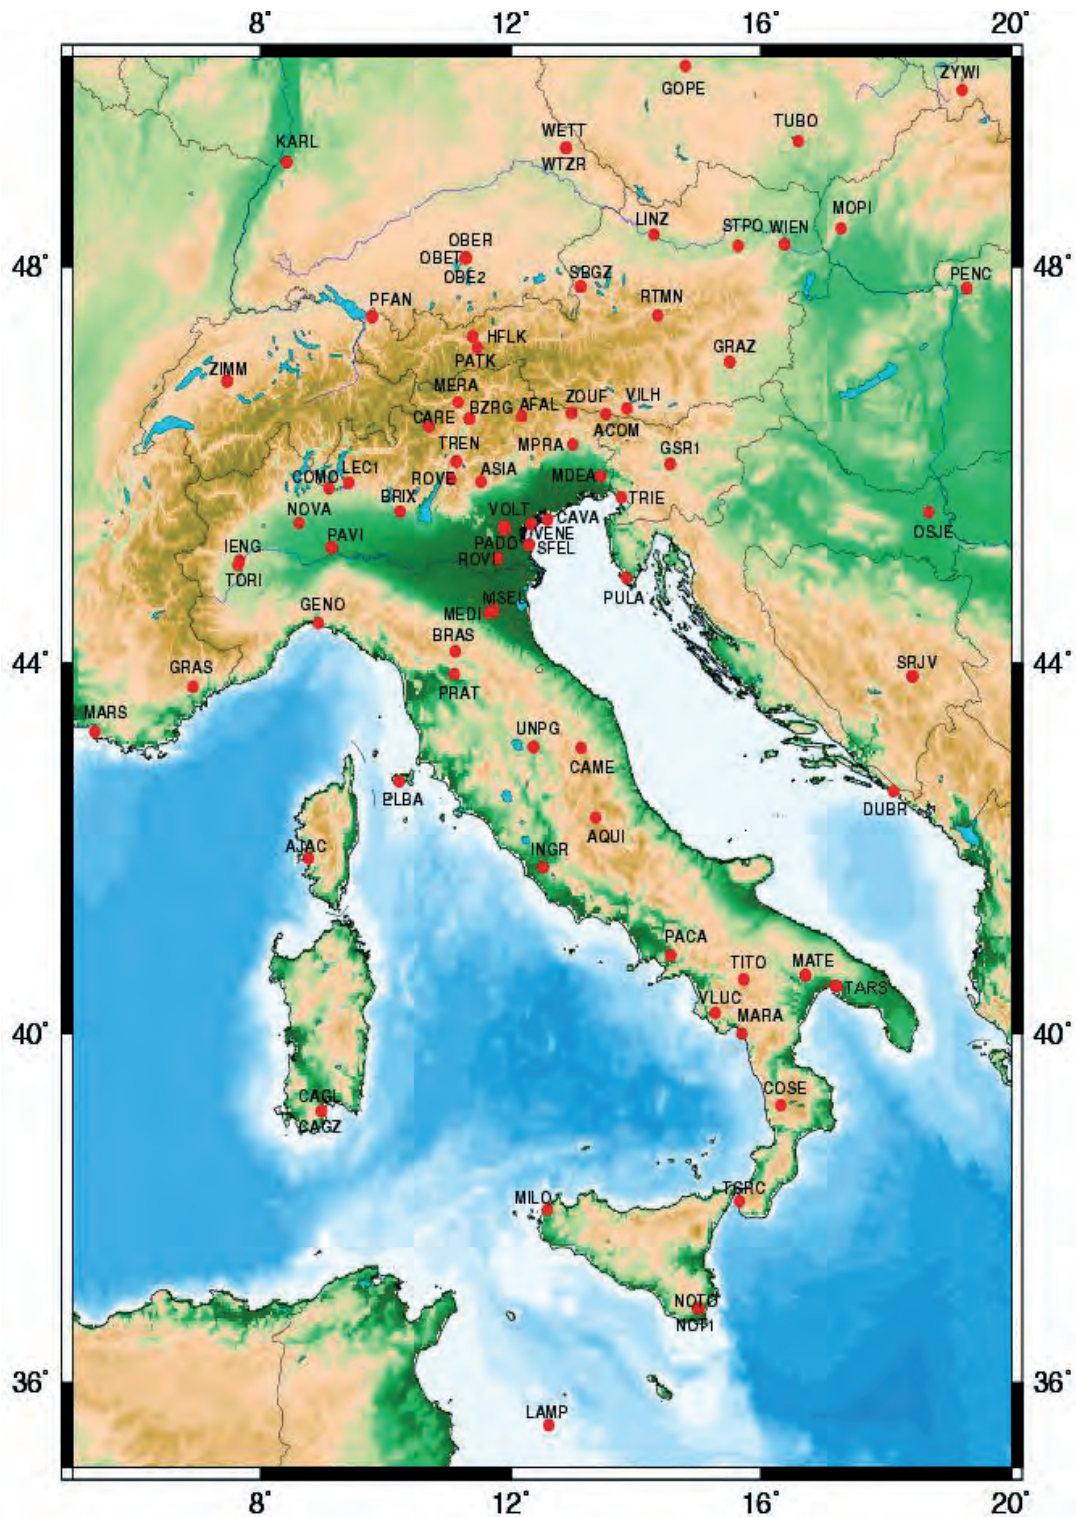 8° 12° 16° 20°
ZYWI
GOPE
TUBO
WETT
KARL
WTZR
MOPI
LINZ
STPO WIEN
OBER
OBET
48° 48°
SBGZ
PENC
OBE2
RTMN
PFAN
HFLK
GRAZ
PATK
ZIMM
MERA
ZOUF VILH
AFAL
BZRG
CARE
ACOM
TREN
MPRA
GSR1
LEC1
ASIA
COMO
ROVE
MDEA
BRIX
TRIE
NOVA
VOLT
CAVA
PAVI
VENE
OSJE
PADO
IENG
SFEL
ROVI
TORI
MSEL
PULA
GENO
MEDI
BRAS
44° 44°
SRJV
GRAS
PRAT
MARS
UNPG
CAME
ELBA
DUBR
AQUI
AJAC
INGR
PACA
TITO
MATE
TARS
VLUC
MARA
40° 40°
COSE
CAGL
CAGZ
TGRC
MILO
NOTO
NOT1
36° 36°
LAMP
8° 12° 16° 20°